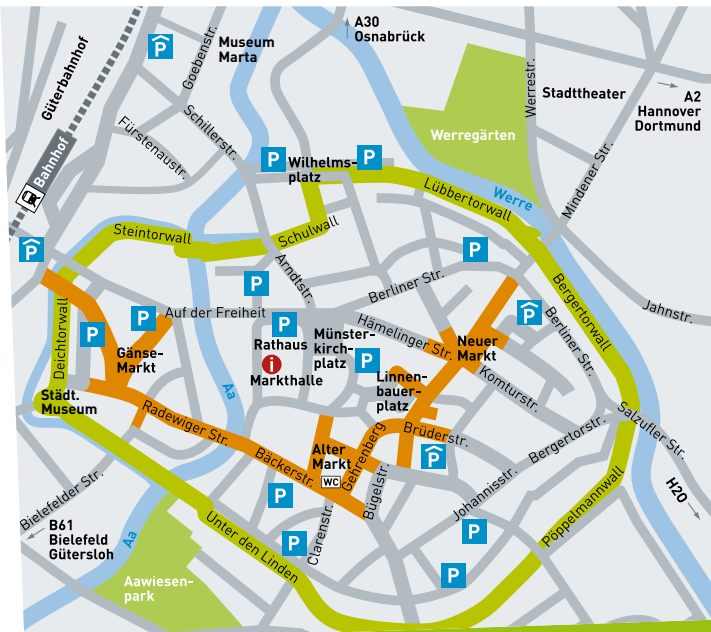 A30
Osnabrück
Museum
Marta
P
Goebenstr.
Güterbahnhof
Werrestr.
Stadttheater
A2
Hannover
Dortmund
Schillerstr.
Fürstenaustr.
Werregärten
Bahnhof
P
Wilhelms-
platz
P
Mindener Str.
Lübbertorwall
Werre
Steintorwall
Schulwall
P
P
Arndtstr.
P
Berliner Str.
Bergertorwall
Jahnstr.
Deichtorwall
P
P
Auf der Freiheit
P
Rathaus
i
Markthalle
Münster-
kirch-
platz
P
Hämelinger Str.
Neuer
Markt
P
Berliner Str.
Gänse-
Markt
Linnen-
bauer-
platz
Komturstr.
Städt.
Museum
Aa
Radewiger Str.
Bäckerstr.
Alter
Markt
WC
Gehrenberg
Brüderstr.
P
Bergertorstr.
Salzufler Str.
Bügelstr.
Johannisstr.
H20
Bielefelder Str.
P
Clarenstr.
Pöppelmannwall
B61
Bielefeld
Gütersloh
Aa
Unter den Linden
P
P
P
Aawiesen-
park